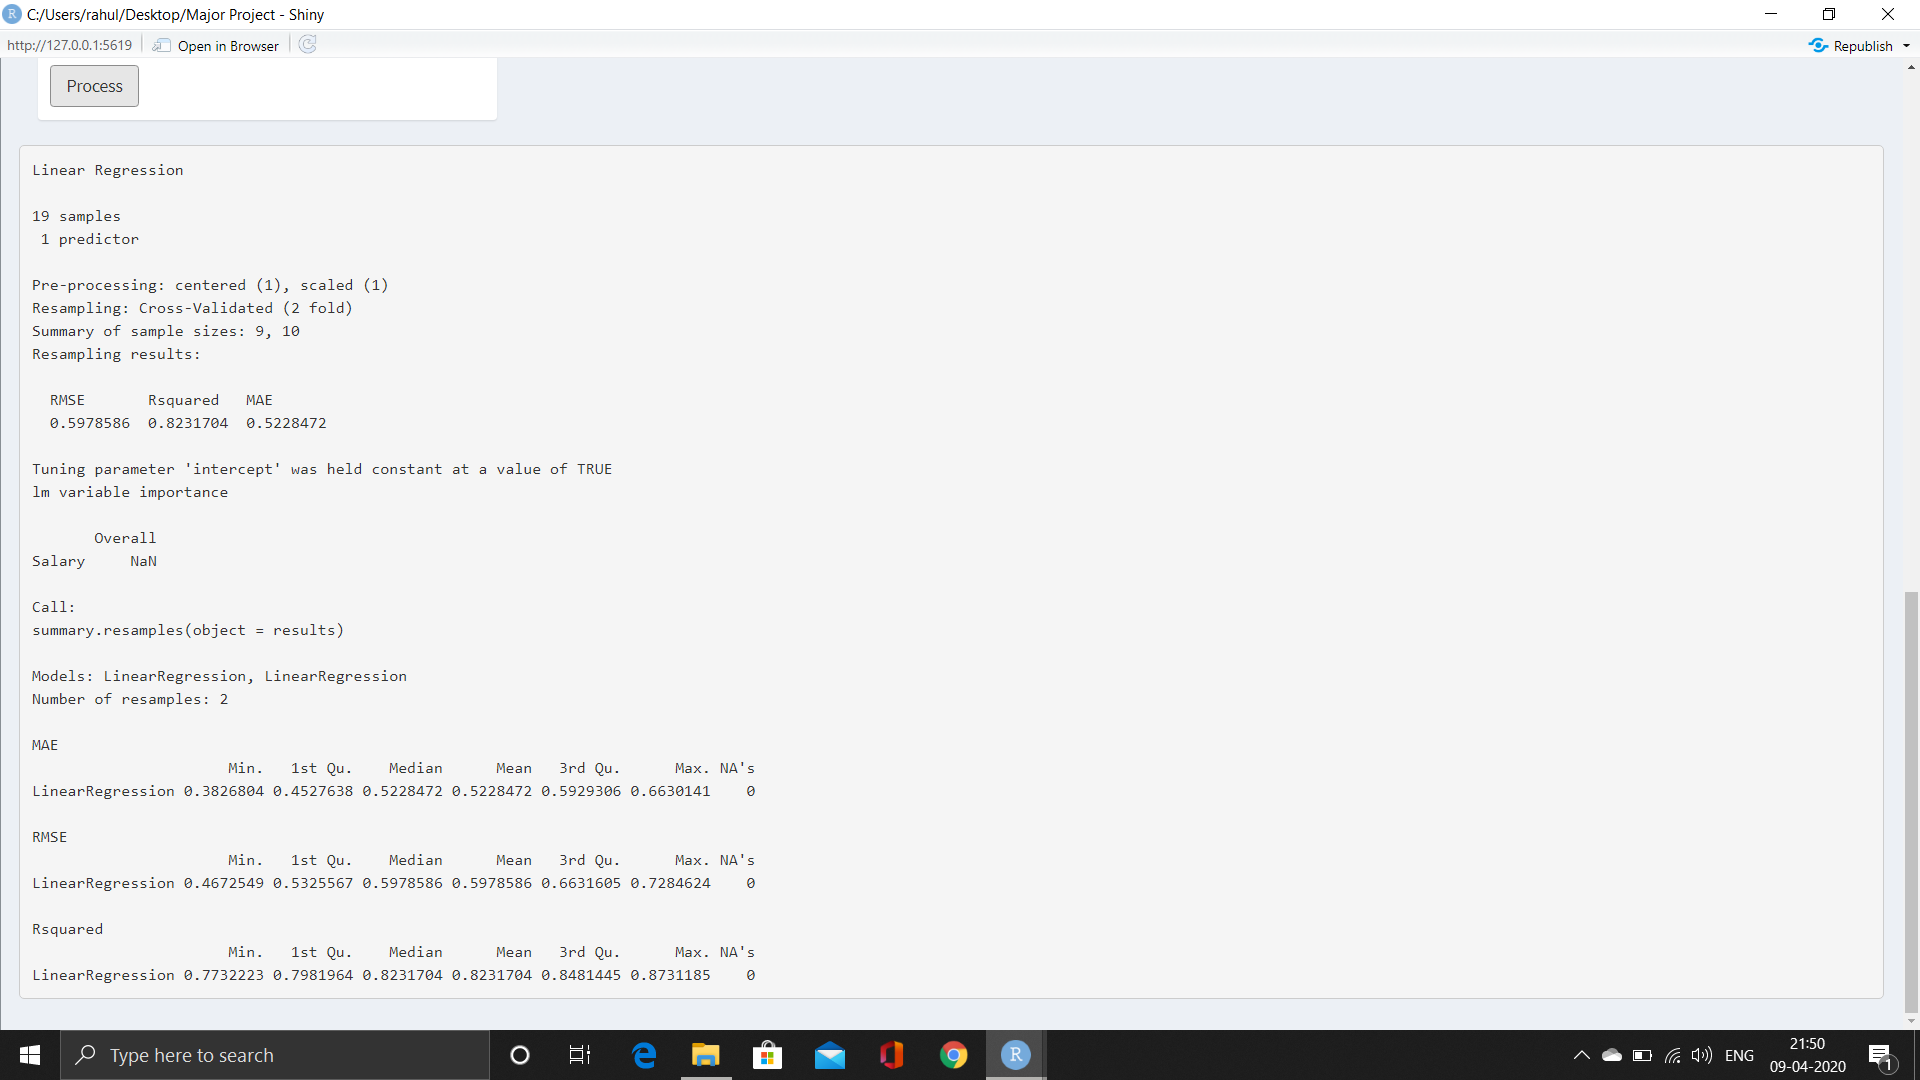 C:/Users/rahul/Desktop/Major Project - Shiny
http://127.0.0.1:5619 Open in Browser Republish
Process
Linear Regression
19 samples
1 predictor
Pre-processing: centered (1), scaled (1)
Resampling: Cross-Validated (2 fold)
Summary of sample sizes: 9, 10
Resampling results:
RMSE Rsquared MAE
0.5978586 0.8231704 0.5228472
Tuning parameter 'intercept' was held constant at a value of TRUE
lm variable importance
Overall
Salary NaN
Call:
summary.resamples(object = results)
Models: LinearRegression, LinearRegression
Number of resamples: 2
MAE
Min. 1st Qu. Median Mean 3rd Qu. Max. NA's
LinearRegression 0.3826804 0.4527638 0.5228472 0.5228472 0.5929306 0.6630141 0
RMSE
Min. 1st Qu. Median Mean 3rd Qu. Max. NA's
LinearRegression 0.4672549 0.5325567 0.5978586 0.5978586 0.6631605 0.7284624 0
Rsquared
Min. 1st Qu. Median Mean 3rd Qu. Max. NA's
LinearRegression 0.7732223 0.7981964 0.8231704 0.8231704 0.8481445 0.8731185 0
Type here to search
R
ENG
21:50
09-04-2020
1